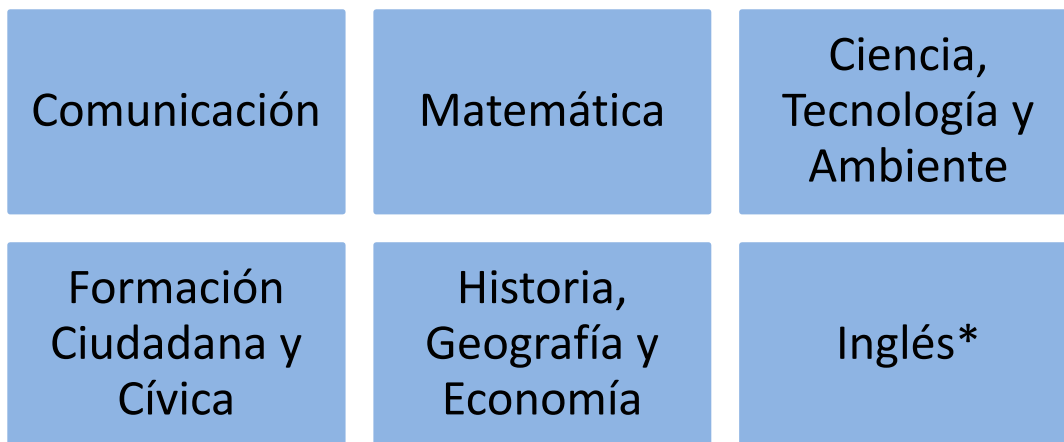 Comunicación
Matemática
Ciencia,
Tecnología y
Ambiente
Formación
Ciudadana y
Cívica
Historia,
Geografía y
Economía
Inglés*